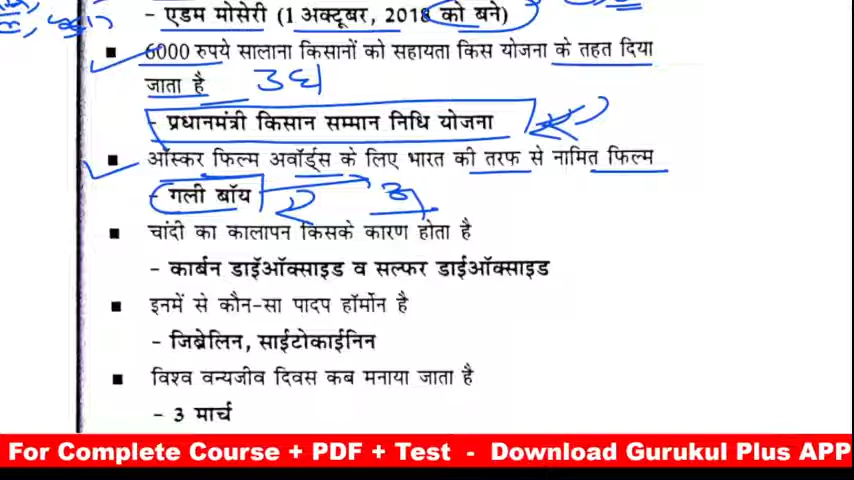 - एडम मोसेरी (1 अक्टूबर, 2018 को बने)
6000 रुपये सालाना किसानों को सहायता किस योजना के तहत दिया
जाता है
- प्रधानमंत्री किसान सम्मान निधि योजना
ऑस्कर फिल्म अवॉर्ड्स के लिए भारत की तरफ से नामित फिल्म
- गली बॉय
चांदी का कालापन किसके कारण होता है
- कार्बन डाईऑक्साइड व सल्फर डाईऑक्साइड
इनमें से कौन-सा पादप हॉर्मोन है
- जिब्रेलिन, साईटोकाईनिन
विश्व वन्यजीव दिवस कब मनाया जाता है
- 3 मार्च
For Complete Course + PDF + Test - Download Gurukul Plus APP